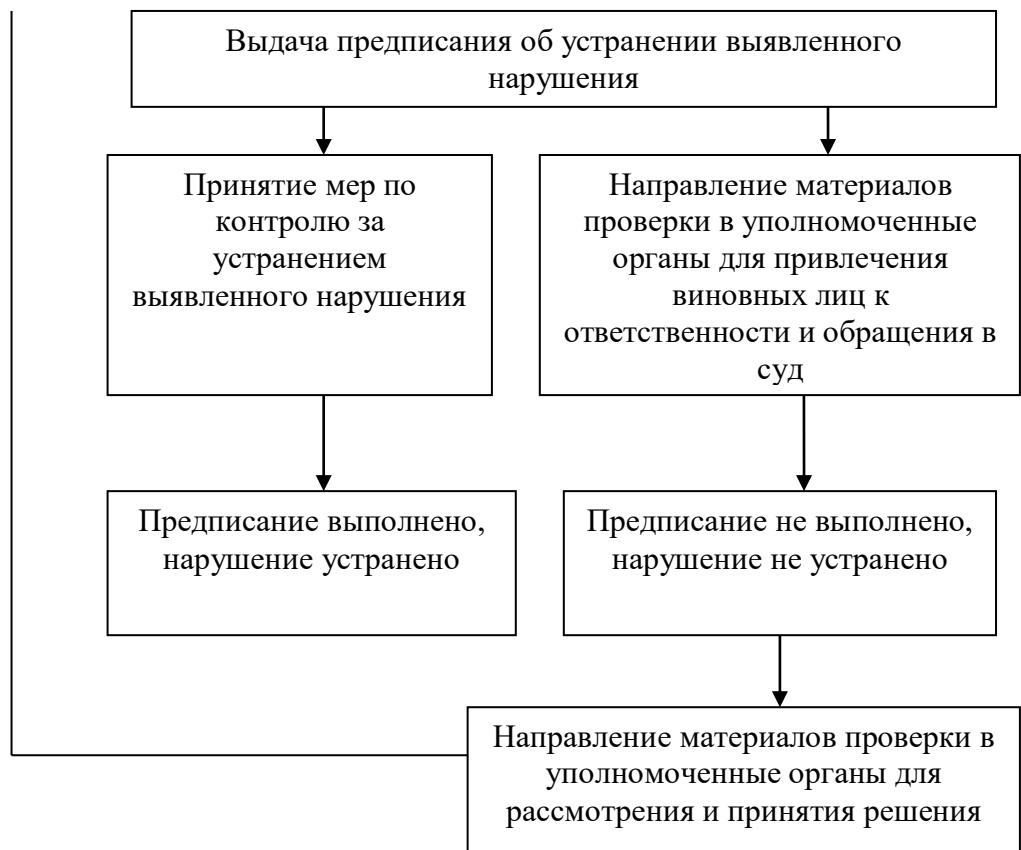 Выдача предписания об устранении выявленного
нарушения
Принятие мер по
контролю за
устранением
выявленного нарушения
Направление материалов
проверки в уполномоченные
органы для привлечения
виновных лиц к
ответственности и обращения в
суд
Предписание выполнено,
нарушение устранено
Предписание не выполнено,
нарушение не устранено
Направление материалов проверки в
уполномоченные органы для
рассмотрения и принятия решения